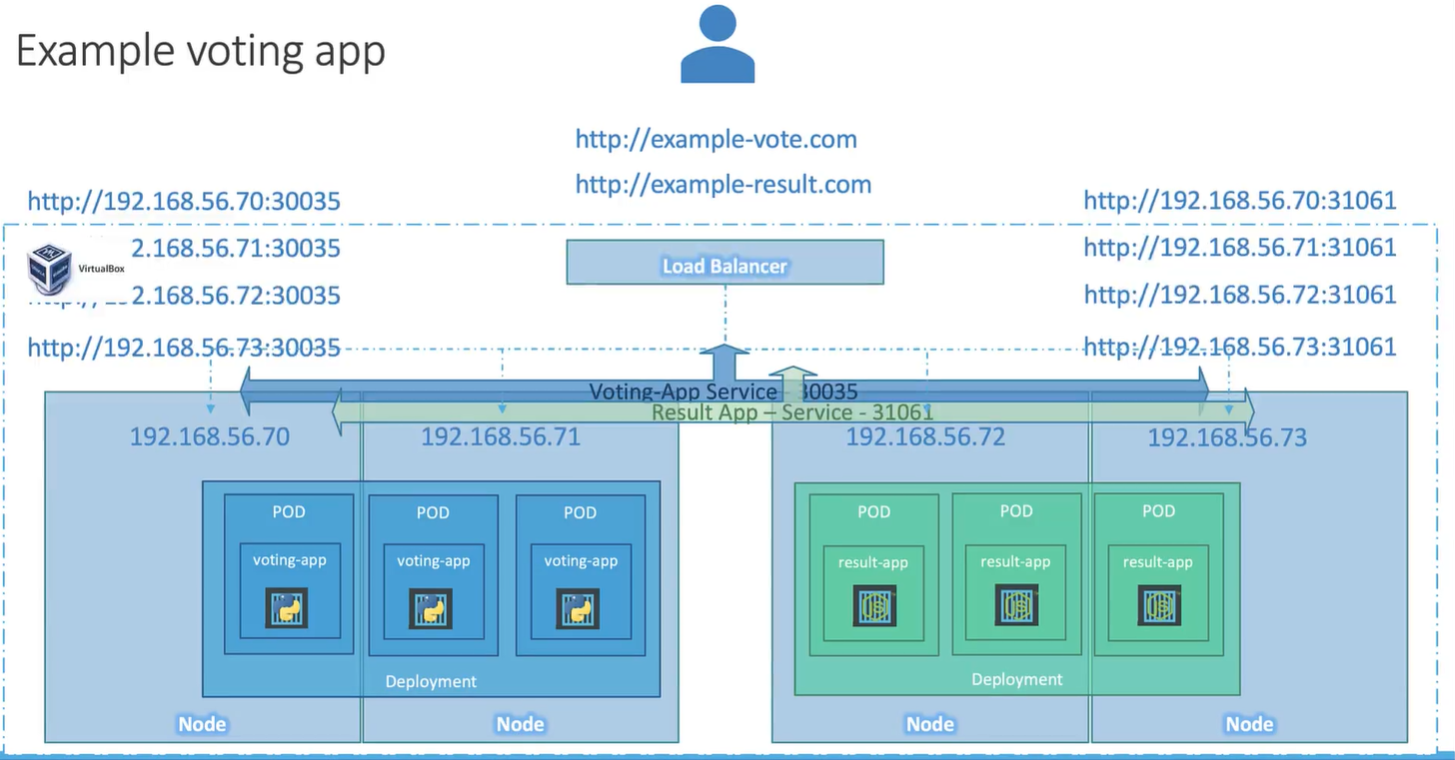 Example voting app
http://example-vote.com
http://example-result.com
http://192.168.56.70:30035
2.168.56.71:30035
2.168.56.72:30035
http://192.168.56.73:30035
VirtualBox
Load Balancer
http://192.168.56.70:31061
http://192.168.56.71:31061
http://192.168.56.72:31061
http://192.168.56.73:31061
Voting-App Service - 30035
Result App – Service - 31061
192.168.56.70
192.168.56.71
192.168.56.72
192.168.56.73
POD
voting-app
POD
voting-app
POD
voting-app
Deployment
POD
result-app
POD
result-app
POD
result-app
Deployment
Node
Node
Node
Node